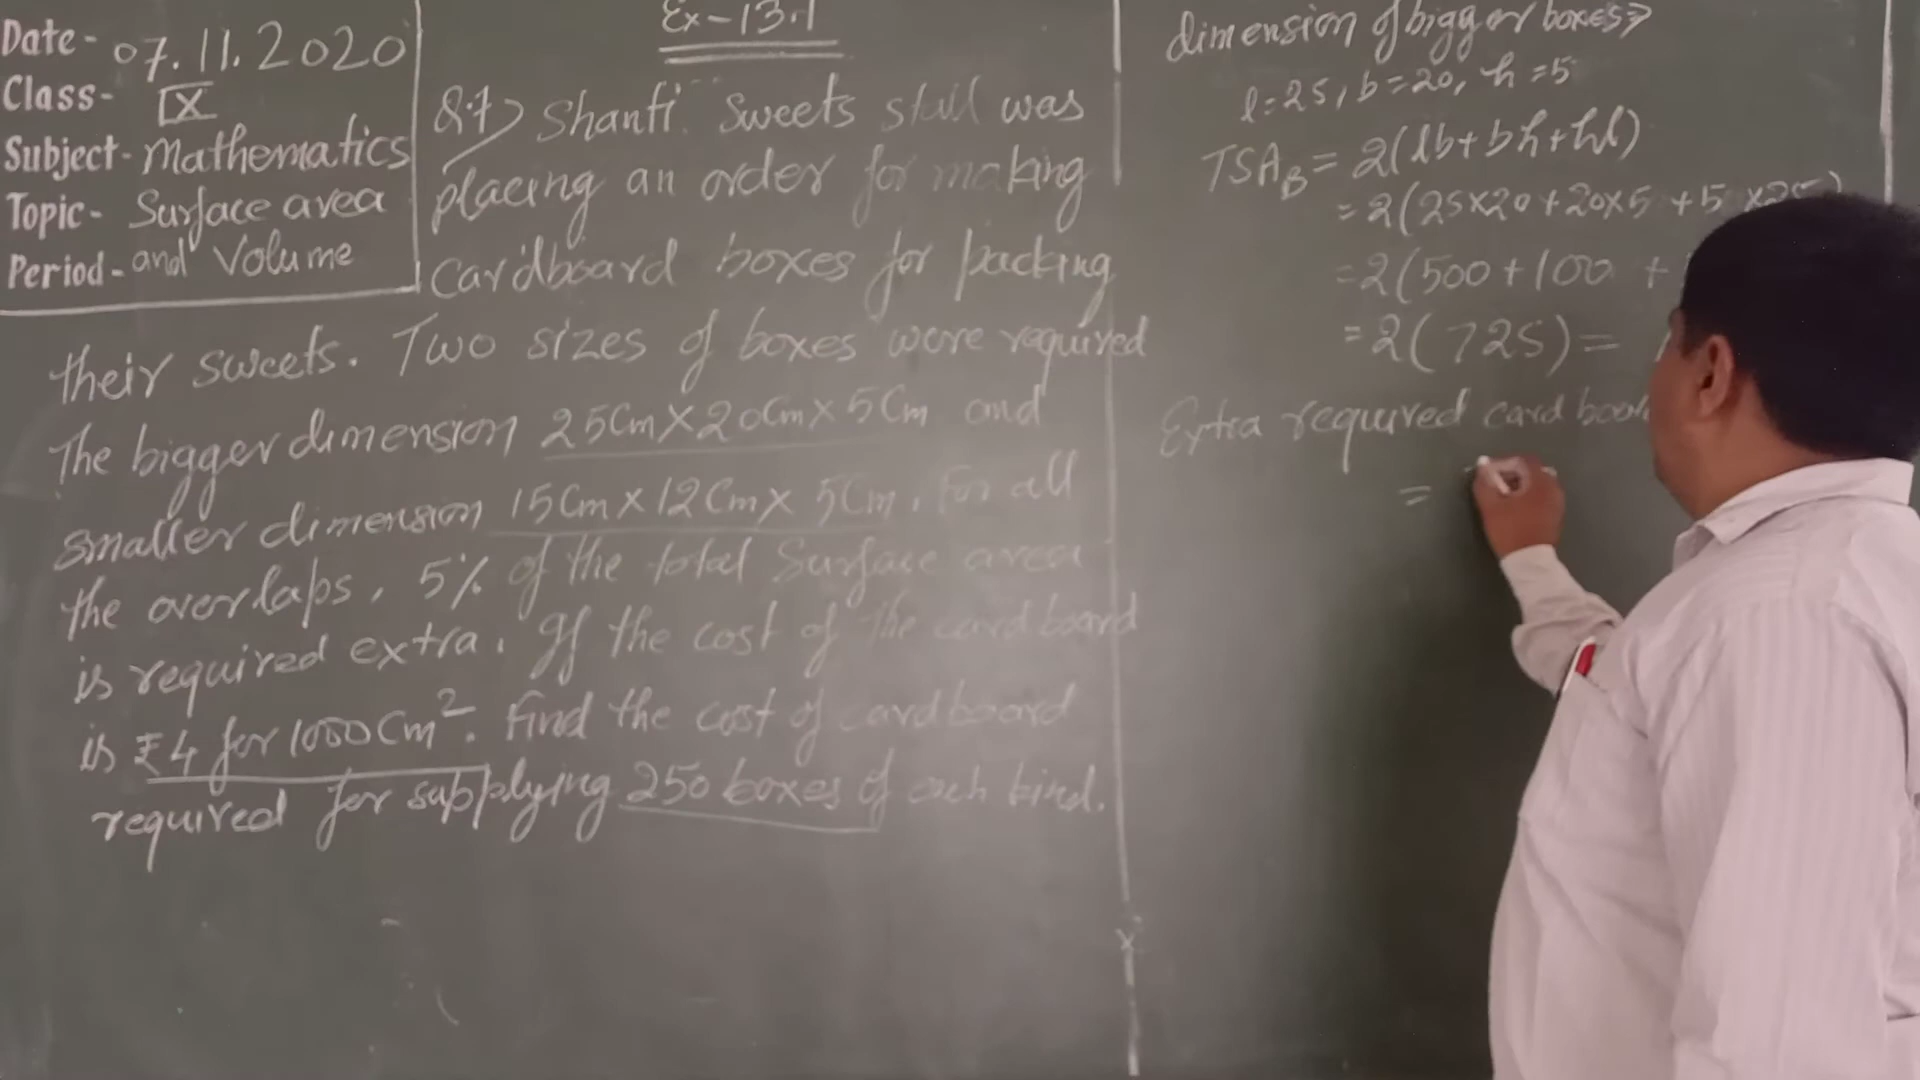 Date - 07.11.2020
Class - IX
Subject - Mathematics
Topic - Surface area
Period - and Volume
Ex-13.1
Q.7> Shanti Sweets stall was
placing an order for making
Cardboard boxes for packing
their sweets. Two sizes of boxes were required
The bigger dimension 25Cm X 20Cm X 5Cm and
smaller dimension 15Cm X 12Cm X 5Cm. For all
the overlaps, 5% of the total Surface area
is required extra. If the cost of the cardboard
is ₹4 for 1000Cm². Find the cost of cardboard
required for supplying 250 boxes of each kind.
dimension of bigger boxes⇒
l=25, b=20, h=5
TSA_B = 2(lb+bh+hl)
=2(25X20+20X5+5X25)
=2(500+100 +
=2(725)=
Extra required card
=